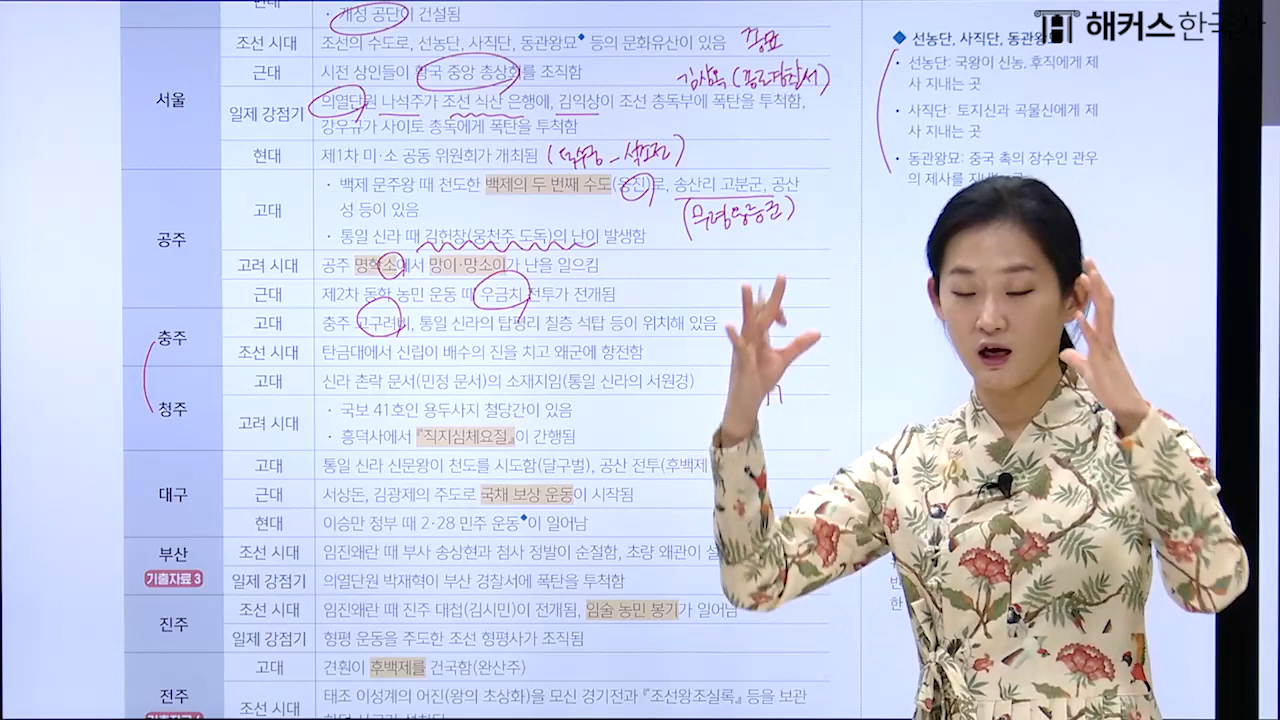 해커스한국사
현대
· 개성 공단이 건설됨
서울
조선 시대
조선의 수도로, 선농단, 사직단, 동관왕묘◆ 등의 문화유산이 있음
종묘
근대
시전 상인들이 황국 중앙 총상회를 조직함
김상옥 (종로경찰서)
일제 강점기
의열단원 나석주가 조선 식산 은행에, 김익상이 조선 총독부에 폭탄을 투척함,
강우규가 사이토 총독에게 폭탄을 투척함
현대
제1차 미·소 공동 위원회가 개최됨
(덕수궁 - 석조전)
공주
고대
· 백제 문주왕 때 천도한 백제의 두 번째 수도(웅진)로, 송산리 고분군, 공산
성 등이 있음
(무령왕릉)
· 통일 신라 때 김헌창(웅천주 도독)의 난이 발생함
고려 시대
공주 명학소에서 망이·망소이가 난을 일으킴
근대
제2차 동학 농민 운동 때 우금치 전투가 전개됨
충주
고대
충주 고구려비, 통일 신라의 탑평리 칠층 석탑 등이 위치해 있음
조선 시대
탄금대에서 신립이 배수의 진을 치고 왜군에 항전함
청주
고대
신라 촌락 문서(민정 문서)의 소재지임(통일 신라의 서원경)
고려 시대
· 국보 41호인 용두사지 철당간이 있음
· 흥덕사에서 『직지심체요절』이 간행됨
대구
고대
통일 신라 신문왕이 천도를 시도함(달구벌), 공산 전투(후백제
근대
서상돈, 김광제의 주도로 국채 보상 운동이 시작됨
현대
이승만 정부 때 2·28 민주 운동◆이 일어남
부산
기출자료 3
조선 시대
임진왜란 때 부사 송상현과 첨사 정발이 순절함, 초량 왜관이 설
일제 강점기
의열단원 박재혁이 부산 경찰서에 폭탄을 투척함
진주
조선 시대
임진왜란 때 진주 대첩(김시민)이 전개됨, 임술 농민 봉기가 일어남
일제 강점기
형평 운동을 주도한 조선 형평사가 조직됨
전주
고대
견훤이 후백제를 건국함(완산주)
조선 시대
태조 이성계의 어진(왕의 초상화)을 모신 경기전과 『조선왕조실록』 등을 보관
◆ 선농단, 사직단, 동관왕묘
· 선농단: 국왕이 신농, 후직에게 제
사 지내는 곳
· 사직단: 토지신과 곡물신에게 제
사 지내는 곳
· 동관왕묘: 중국 촉의 장수인 관우
의 제사를 지내는 곳